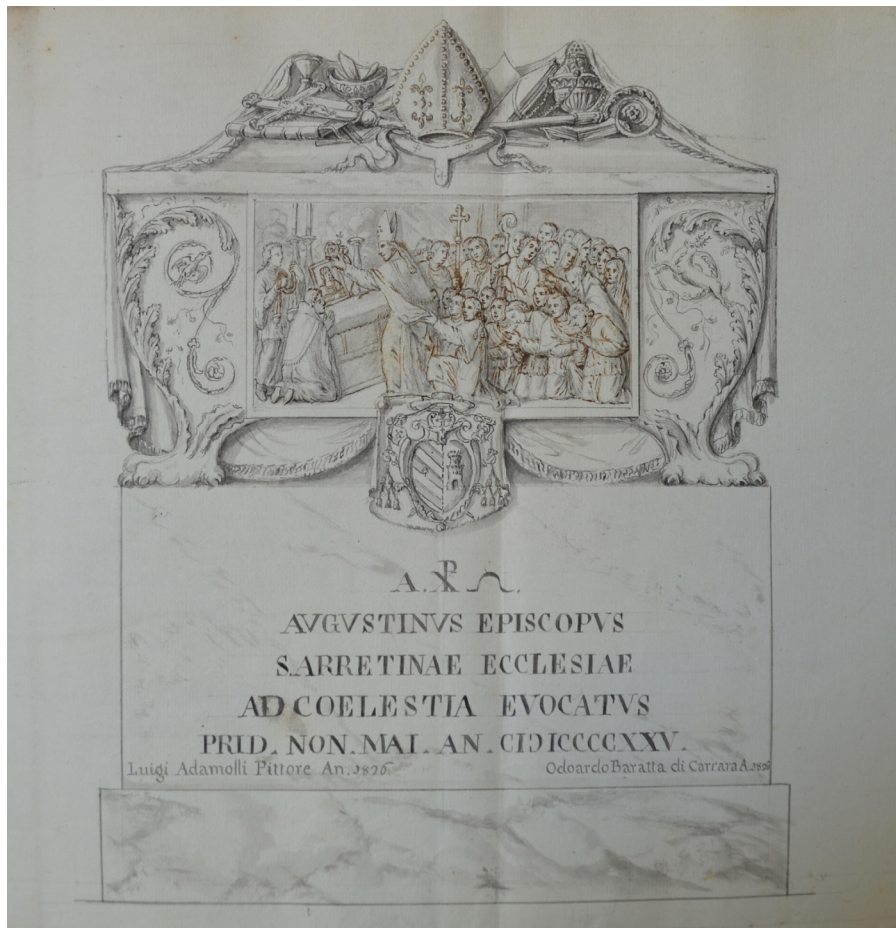 A. ☧ Ω.
AVGVSTINVS EPISCOPVS
S. ARRETINAE ECCLESIAE
AD COELESTIA EVOCATVS
PRID. NON. MAI. AN. CIƆIƆCCCCXXV.
Luigi Adamolli Pittore An. 1826 Odoardo Baratta di Carrara A. 1826